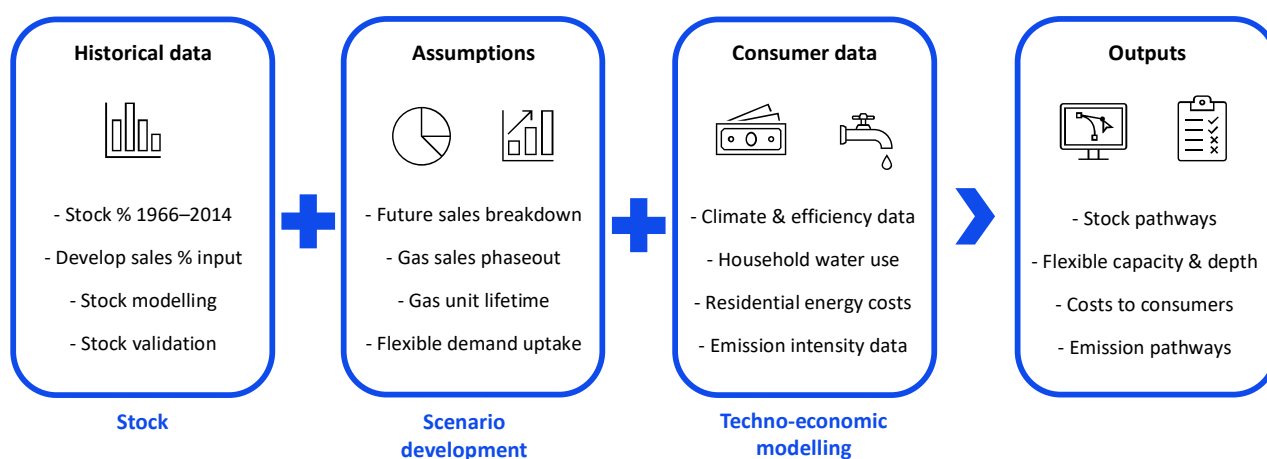 Historical data
- Stock % 1966–2014
- Develop sales % input
- Stock modelling
- Stock validation
Stock
Assumptions
- Future sales breakdown
- Gas sales phaseout
- Gas unit lifetime
- Flexible demand uptake
Scenario
development
Consumer data
- Climate & efficiency data
- Household water use
- Residential energy costs
- Emission intensity data
Techno-economic
modelling
Outputs
- Stock pathways
- Flexible capacity & depth
- Costs to consumers
- Emission pathways